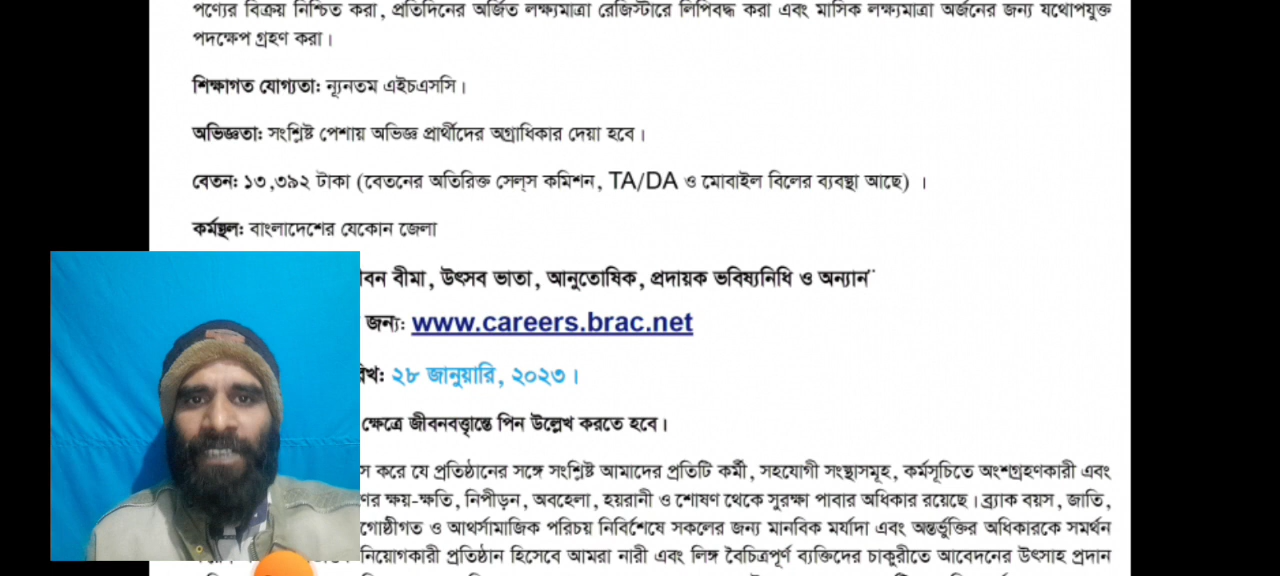 পণ্যের বিক্রয় নিশ্চিত করা, প্রতিদিনের অর্জিত লক্ষ্যমাত্রা রেজিস্টারে লিপিবদ্ধ করা এবং মাসিক লক্ষ্যমাত্রা অর্জনের জন্য যথোপযুক্ত
পদক্ষেপ গ্রহণ করা।
শিক্ষাগত যোগ্যতা: ন্যূনতম এইচএসসি।
অভিজ্ঞতা: সংশ্লিষ্ট পেশায় অভিজ্ঞ প্রার্থীদের অগ্রাধিকার দেয়া হবে।
বেতন: ১৩,৩৯২ টাকা (বেতনের অতিরিক্ত সেল্‌স কমিশন, TA/DA ও মোবাইল বিলের ব্যবস্থা আছে) ।
কর্মস্থল: বাংলাদেশের যেকোন জেলা
বীমা, উৎসব ভাতা, আনুতোষিক, প্রদায়ক ভবিষ্যনিধি ও অন্যান
জন্য: www.careers.brac.net
২৮ জানুয়ারি, ২০২৩।
ক্ষেত্রে জীবনবৃত্তান্তে পিন উল্লেখ করতে হবে।
করে যে প্রতিষ্ঠানের সঙ্গে সংশ্লিষ্ট আমাদের প্রতিটি কর্মী, সহযোগী সংস্থাসমূহ, কর্মসূচিতে অংশগ্রহণকারী এবং
ক্ষয়-ক্ষতি, নিপীড়ন, অবহেলা, হয়রানী ও শোষণ থেকে সুরক্ষা পাবার অধিকার রয়েছে। ব্র্যাক বয়স, জাতি,
গোষ্ঠীগত ও আর্থসামাজিক পরিচয় নির্বিশেষে সকলের জন্য মানবিক মর্যাদা এবং অন্তর্ভুক্তির অধিকারকে সমর্থন
নিয়োগকারী প্রতিষ্ঠান হিসেবে আমরা নারী এবং লিঙ্গ বৈচিত্রপূর্ণ ব্যক্তিদের চাকুরীতে আবেদনের উৎসাহ প্রদান